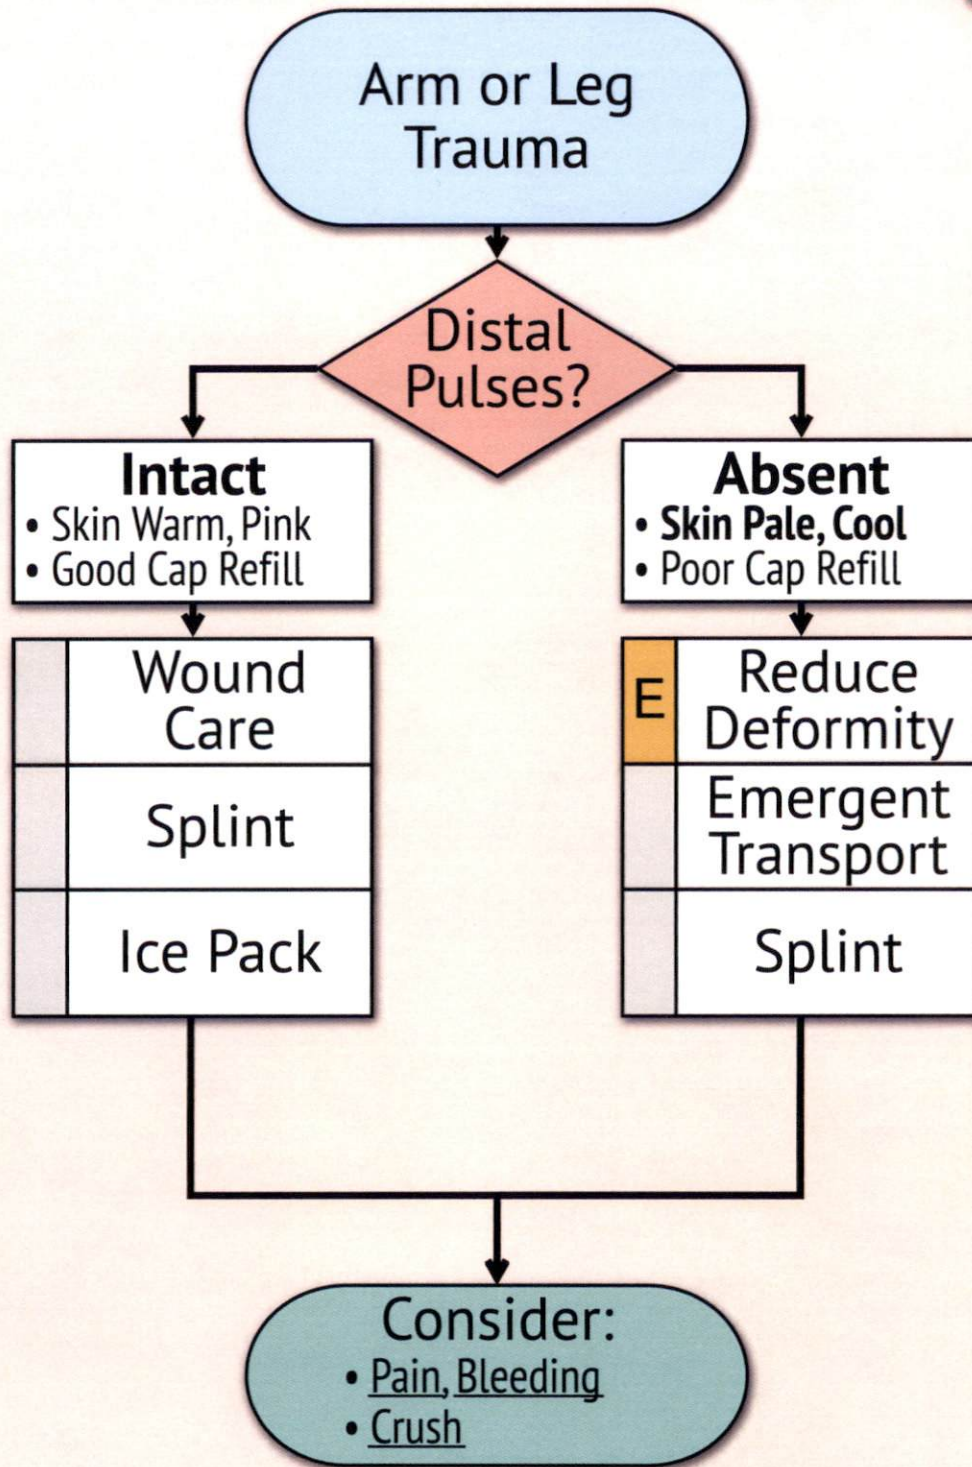 Arm or Leg
Trauma
Distal
Pulses?
Intact
• Skin Warm, Pink
• Good Cap Refill
Wound
Care
Splint
Ice Pack
Absent
• Skin Pale, Cool
• Poor Cap Refill
E
Reduce
Deformity
Emergent
Transport
Splint
Consider:
• Pain, Bleeding
• Crush